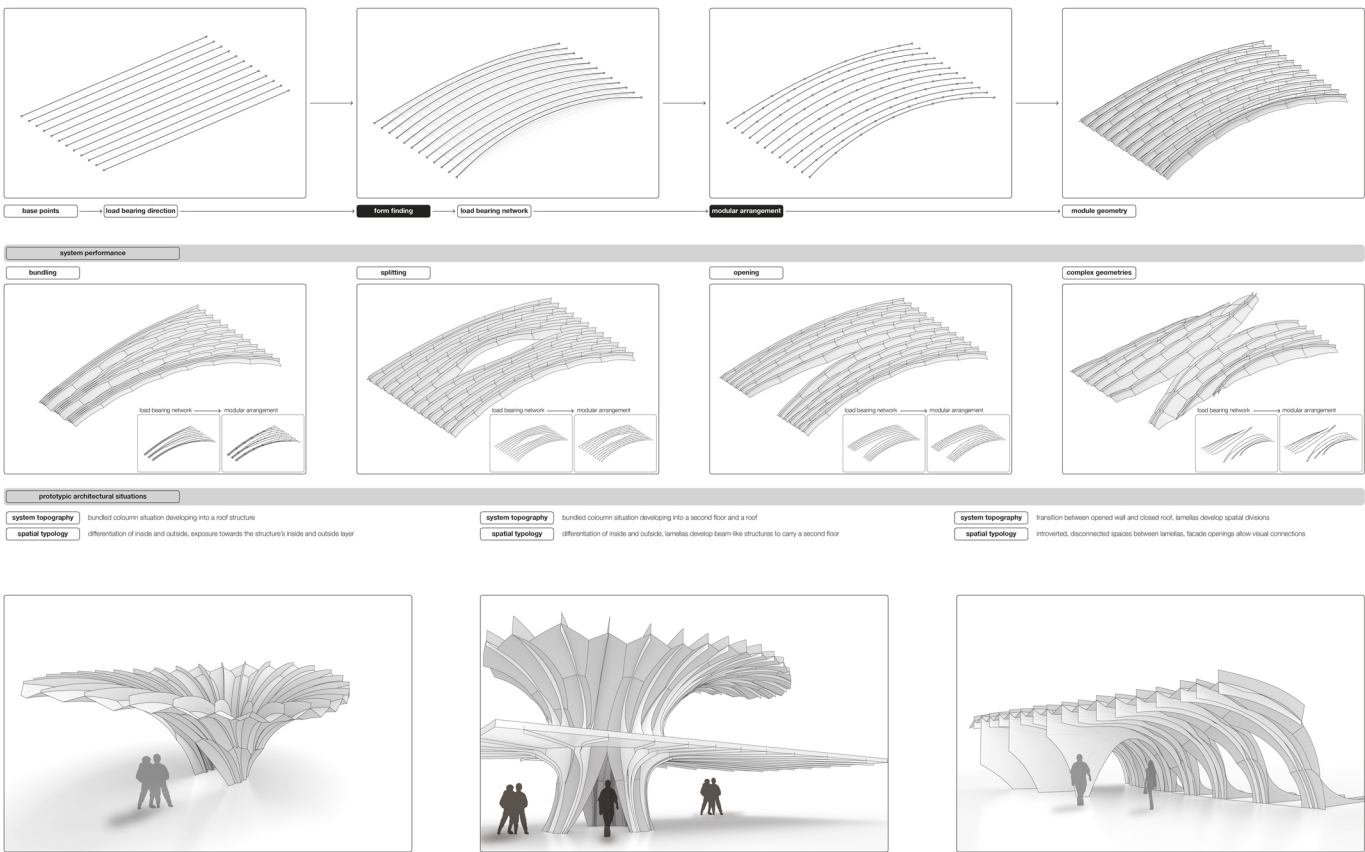 base points
load bearing direction
form finding
load bearing network
modular arrangement
module geometry
system performance
bundling
splitting
opening
complex geometries
load bearing network
modular arrangement
load bearing network
modular arrangement
load bearing network
modular arrangement
load bearing network
modular arrangement
prototypic architectural situations
system topography
bundled coloumn situation developing into a roof structure
spatial typology
differentiation of inside and outside, exposure towards the structure's inside and outside layer
system topography
bundled coloumn situation developing into a second floor and a roof
spatial typology
differentiation of inside and outside, lamellas develop beam-like structures to carry a second floor
system topography
transition between opened wall and closed roof, lamellas develop spatial divisions
spatial typology
introverted, disconnected spaces between lamellas, facade openings allow visual connections